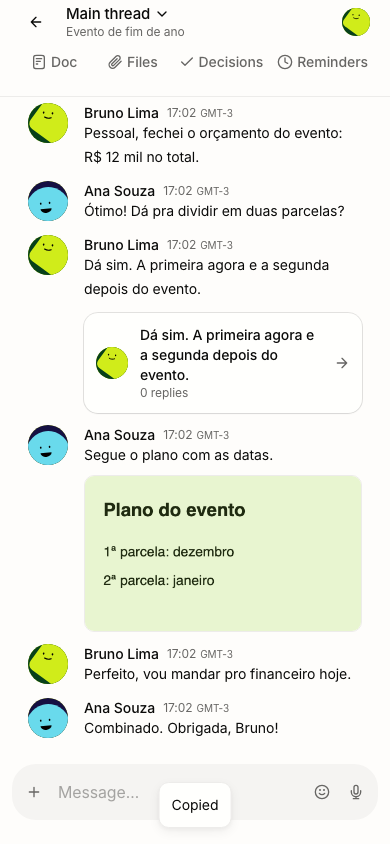 Main thread
Evento de fim de ano
Doc
Files
Decisions
Reminders
Bruno Lima 17:02 GMT-3
Pessoal, fechei o orçamento do evento:
R$ 12 mil no total.
Ana Souza 17:02 GMT-3
Ótimo! Dá pra dividir em duas parcelas?
Bruno Lima 17:02 GMT-3
Dá sim. A primeira agora e a segunda
depois do evento.
Dá sim. A primeira agora e
a segunda depois do
evento.
0 replies
Ana Souza 17:02 GMT-3
Segue o plano com as datas.
Plano do evento
1ª parcela: dezembro
2ª parcela: janeiro
Bruno Lima 17:02 GMT-3
Perfeito, vou mandar pro financeiro hoje.
Ana Souza 17:02 GMT-3
Combinado. Obrigada, Bruno!
Message...
Copied